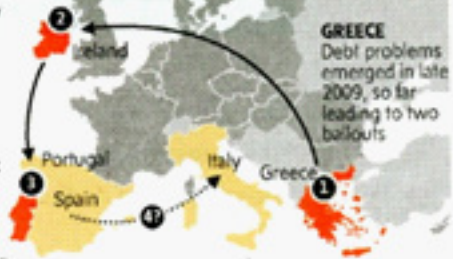 2
Ireland
GREECE
Debt problems
emerged in late
2009, so far
leading to two
bailouts
Portugal
3
Spain
4?
Italy
Greece
1